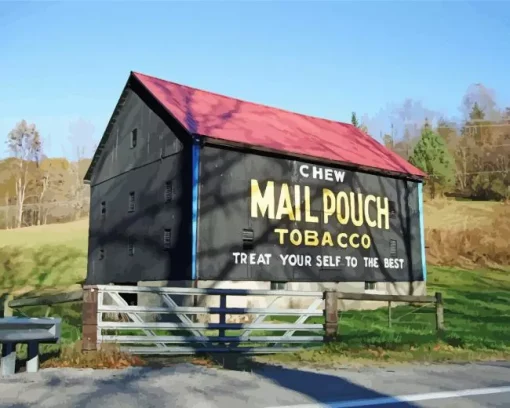 CHEW
MAIL POUCH
TOBACCO
TREAT YOUR SELF TO THE BEST